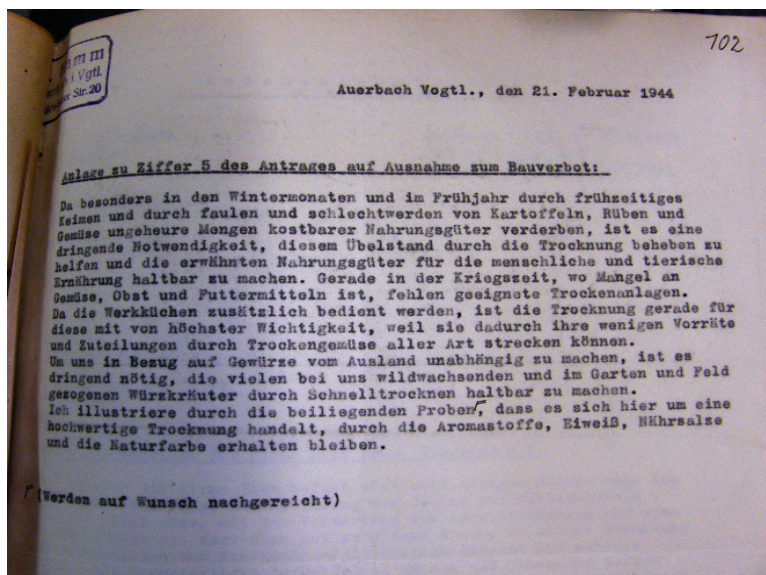 102
mm
i Vgtl.
Str.20
Auerbach Vogtl., den 21. Februar 1944
Anlage zu Ziffer 5 des Antrages auf Ausnahme zum Bauverbot:
Da besonders in den Wintermonaten und im Frühjahr durch frühzeitiges
Keimen und durch faulen und schlechtwerden von Kartoffeln, Rüben und
Gemüse ungeheure Mengen kostbarer Nahrungsgüter verderben, ist es eine
dringende Notwendigkeit, diesem Übelstand durch die Trocknung beheben zu
helfen und die erwähnten Nahrungsgüter für die menschliche und tierische
Ernährung haltbar zu machen. Gerade in der Kriegszeit, wo Mangel an
Gemüse, Obst und Futtermitteln ist, fehlen geeignete Trockenanlagen.
Da die Werkküchen zusätzlich bedient werden, ist die Trocknung gerade für
diese mit von höchster Wichtigkeit, weil sie dadurch ihre wenigen Vorräte
und Zuteilungen durch Trockengemüse aller Art strecken können.
Um uns in Bezug auf Gewürze vom Ausland unabhängig zu machen, ist es
dringend nötig, die vielen bei uns wildwachsenden und im Garten und Feld
gezogenen Würzkräuter durch Schnelltrocknen haltbar zu machen.
Ich illustriere durch die beiliegenden Proben, dass es sich hier um eine
hochwertige Trocknung handelt, durch die Aromastoffe, Eiweiß, Nährsalze
und die Naturfarbe erhalten bleiben.
(Werden auf Wunsch nachgereicht)